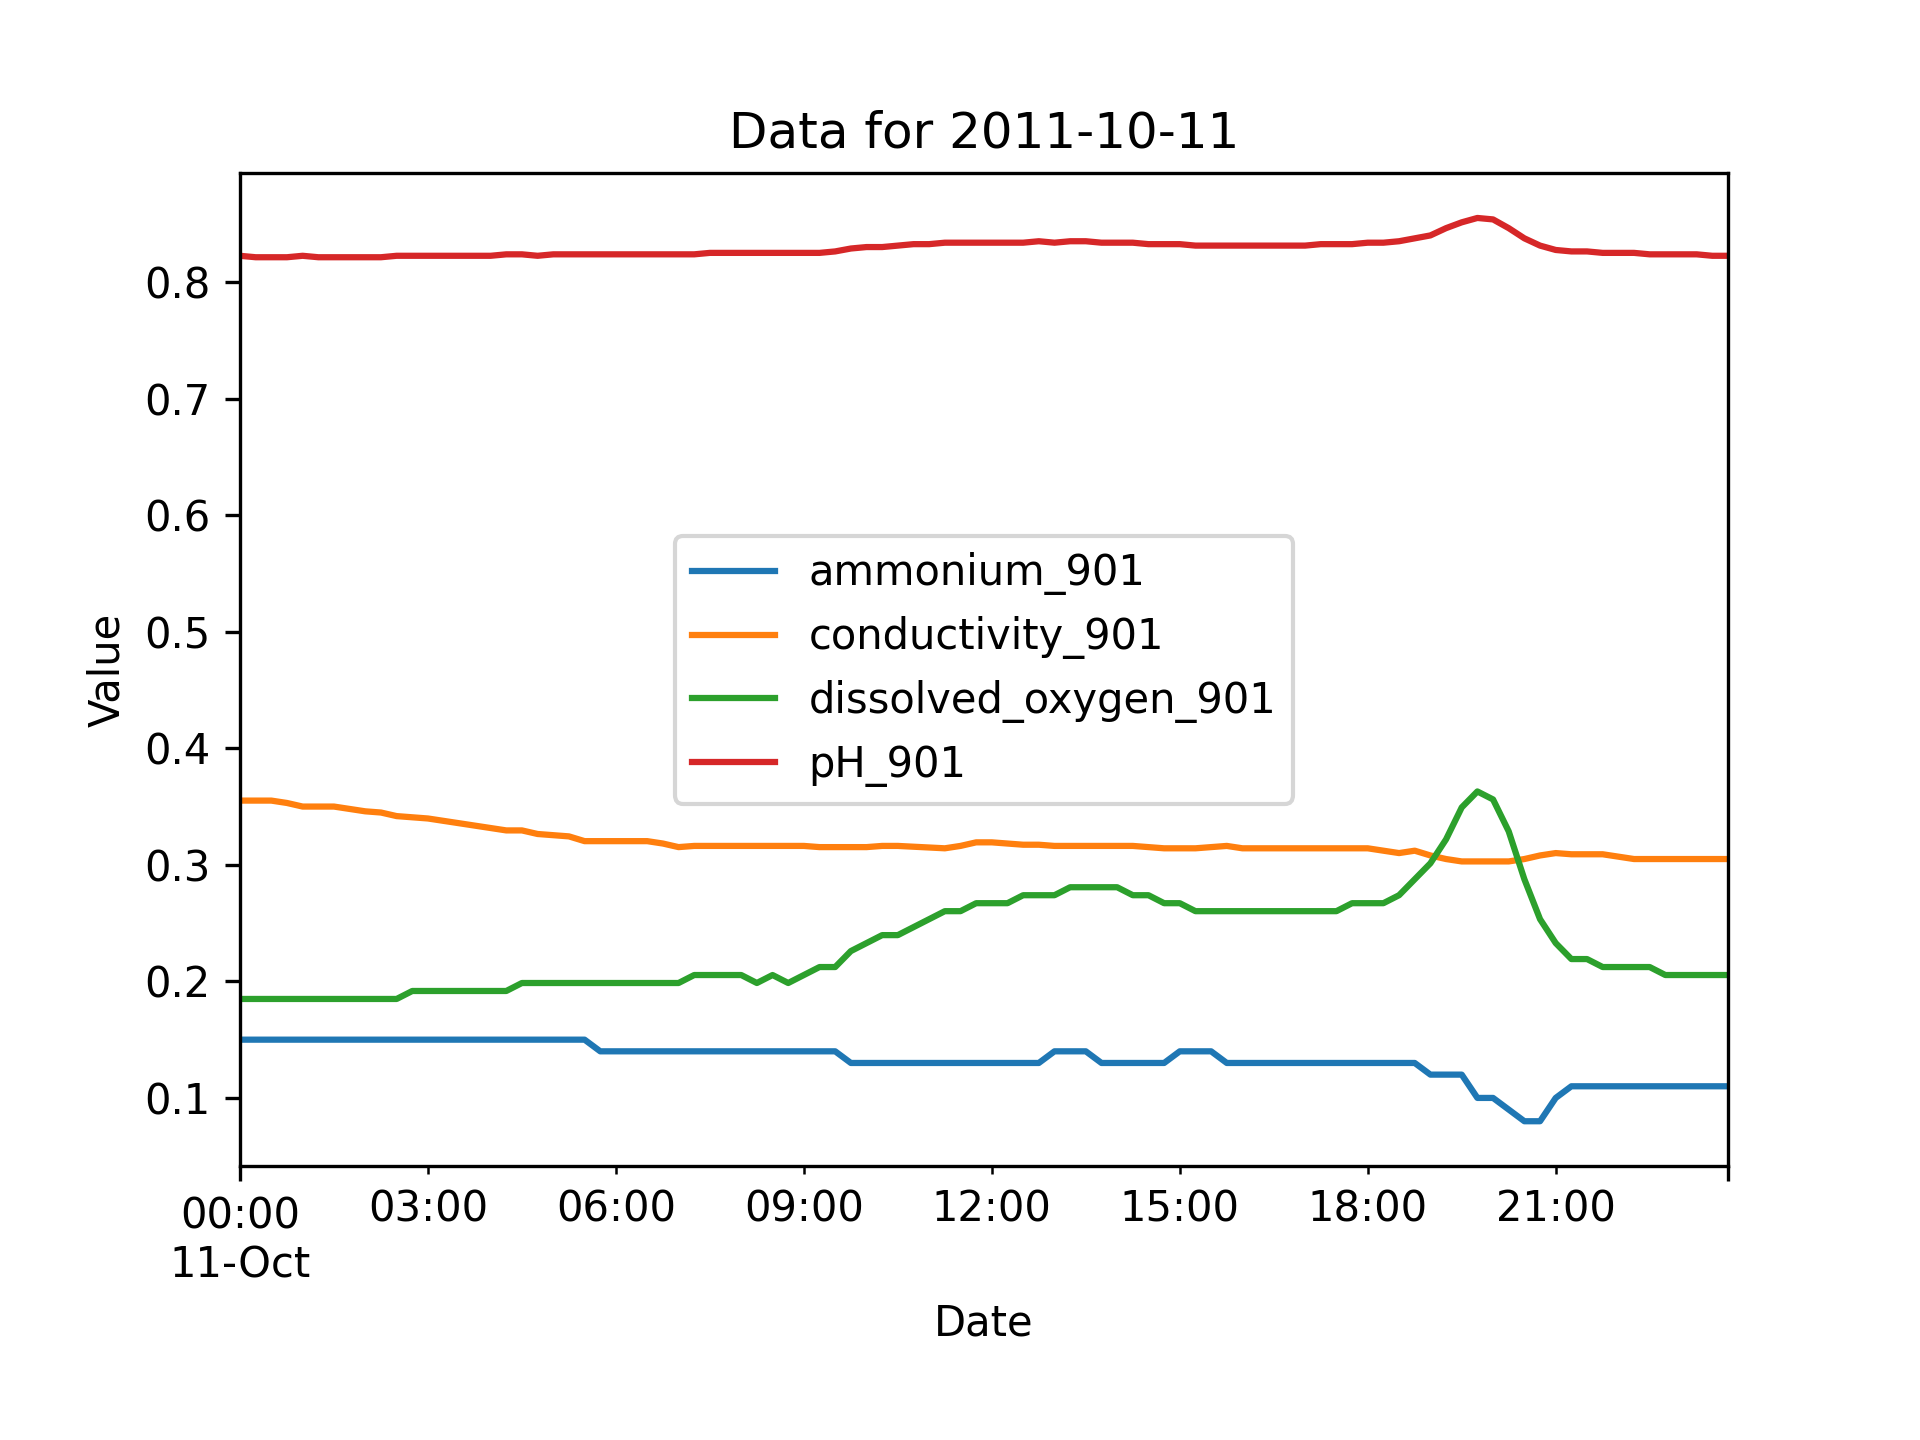 Data for 2011-10-11
Value
0.8
0.7
0.6
0.5
0.4
0.3
0.2
0.1
ammonium_901
conductivity_901
dissolved_oxygen_901
pH_901
00:00 03:00 06:00 09:00 12:00 15:00 18:00 21:00
11-Oct
Date